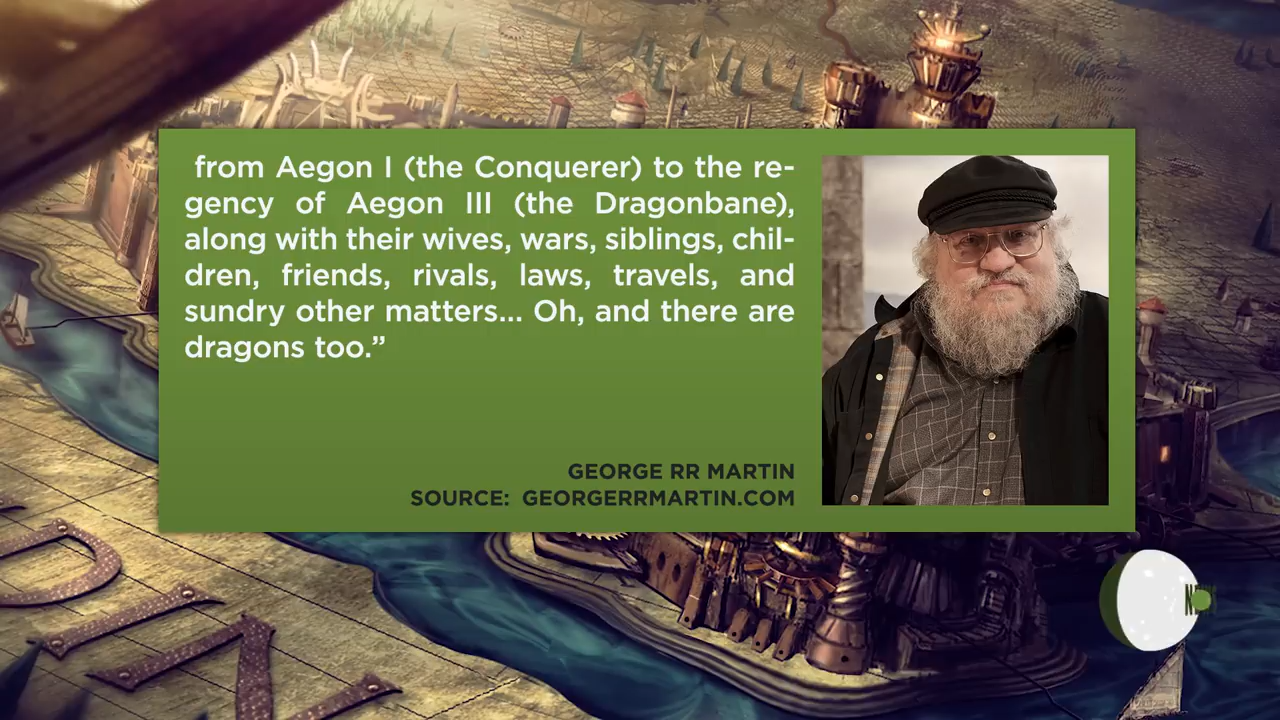 from Aegon I (the Conquerer) to the re-
gency of Aegon III (the Dragonbane),
along with their wives, wars, siblings, chil-
dren, friends, rivals, laws, travels, and
sundry other matters... Oh, and there are
dragons too.”
GEORGE RR MARTIN
SOURCE: GEORGERRMARTIN.COM